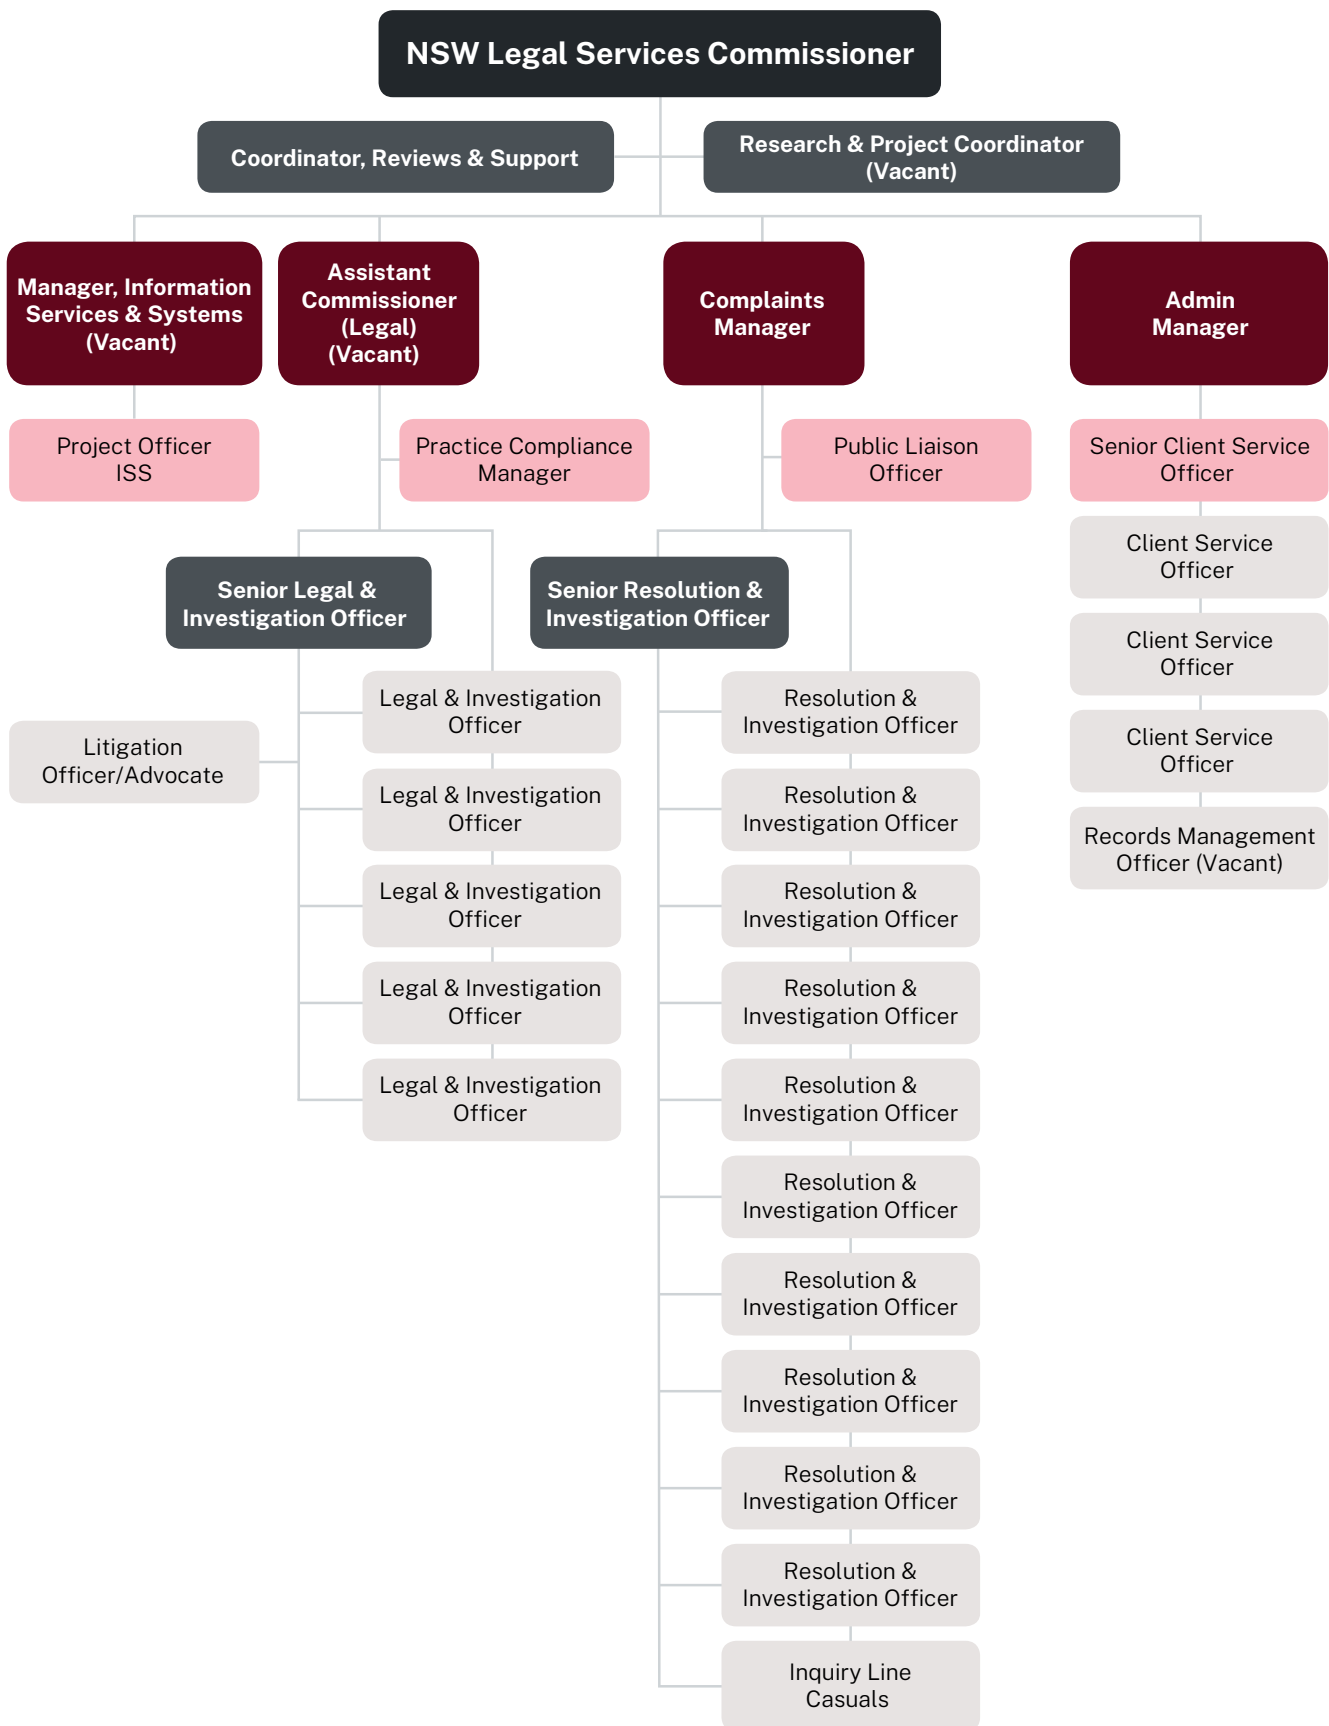 NSW Legal Services Commissioner
Coordinator, Reviews & Support
Research & Project Coordinator
(Vacant)
Manager, Information
Services & Systems
(Vacant)
Assistant
Commissioner
(Legal)
(Vacant)
Complaints
Manager
Admin
Manager
Project Officer
ISS
Practice Compliance
Manager
Public Liaison
Officer
Senior Client Service
Officer
Client Service
Officer
Client Service
Officer
Client Service
Officer
Records Management
Officer (Vacant)
Senior Legal &
Investigation Officer
Litigation
Officer/Advocate
Legal & Investigation
Officer
Legal & Investigation
Officer
Legal & Investigation
Officer
Legal & Investigation
Officer
Legal & Investigation
Officer
Senior Resolution &
Investigation Officer
Resolution &
Investigation Officer
Resolution &
Investigation Officer
Resolution &
Investigation Officer
Resolution &
Investigation Officer
Resolution &
Investigation Officer
Resolution &
Investigation Officer
Resolution &
Investigation Officer
Resolution &
Investigation Officer
Resolution &
Investigation Officer
Resolution &
Investigation Officer
Inquiry Line
Casuals